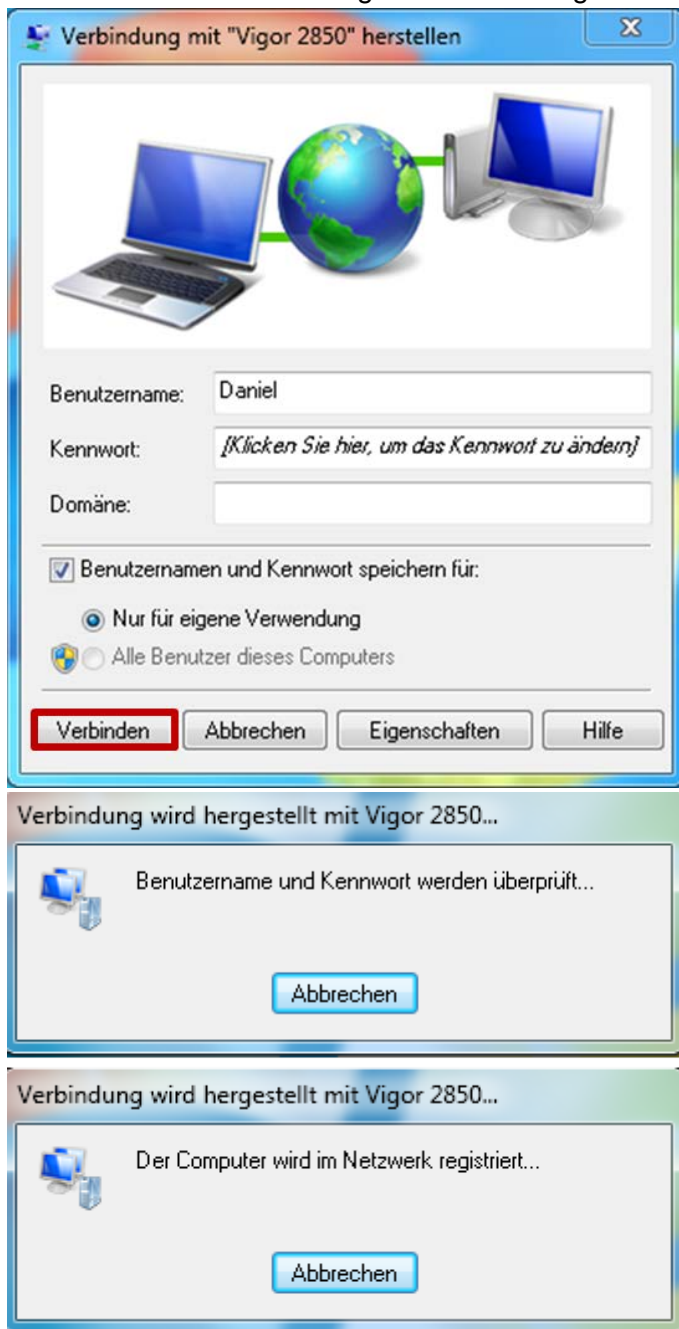 Verbindung mit "Vigor 2850" herstellen
Benutzername: Daniel
Kennwort: [Klicken Sie hier, um das Kennwort zu ändern]
Domäne:
Benutzernamen und Kennwort speichern für:
Nur für eigene Verwendung
Alle Benutzer dieses Computers
Verbinden Abbrechen Eigenschaften Hilfe
Verbindung wird hergestellt mit Vigor 2850...
Benutzername und Kennwort werden überprüft...
Abbrechen
Verbindung wird hergestellt mit Vigor 2850...
Der Computer wird im Netzwerk registriert...
Abbrechen